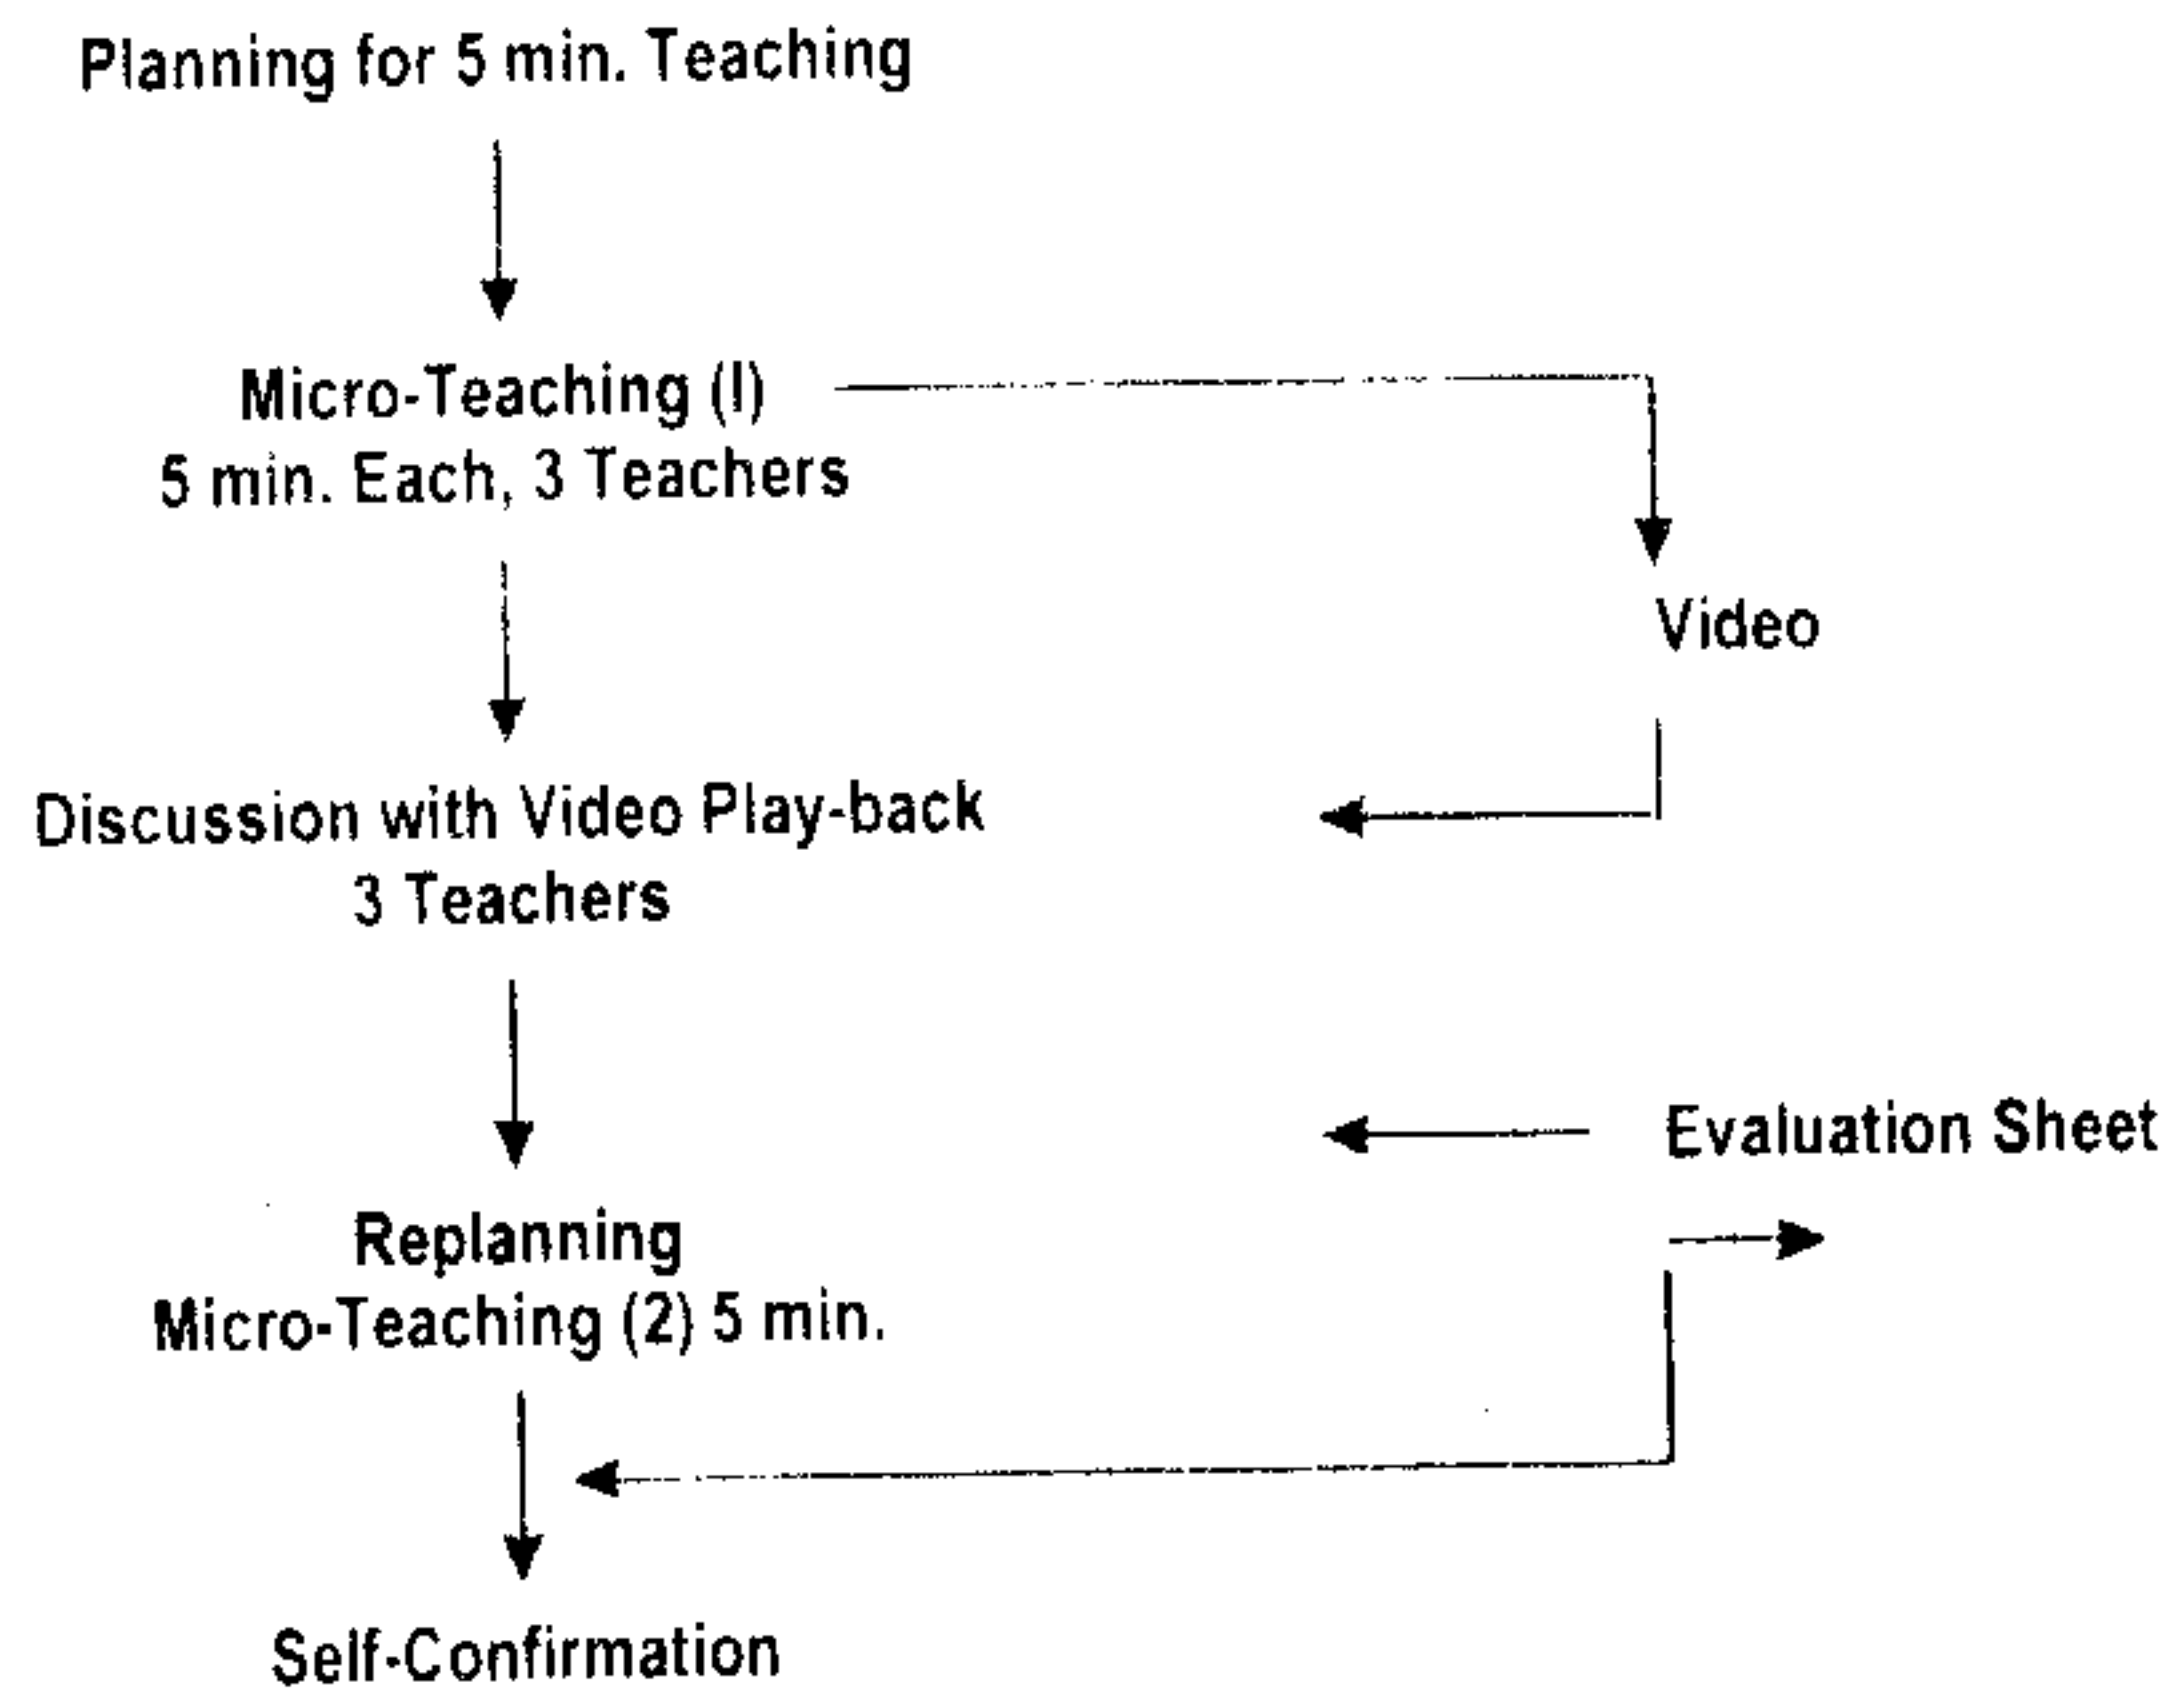 Planning for 5 min. Teaching
Micro-Teaching (I)
5 min. Each, 3 Teachers
Video
Discussion with Video Play-back
3 Teachers
Evaluation Sheet
Replanning
Micro-Teaching (2) 5 min.
Self-Confirmation